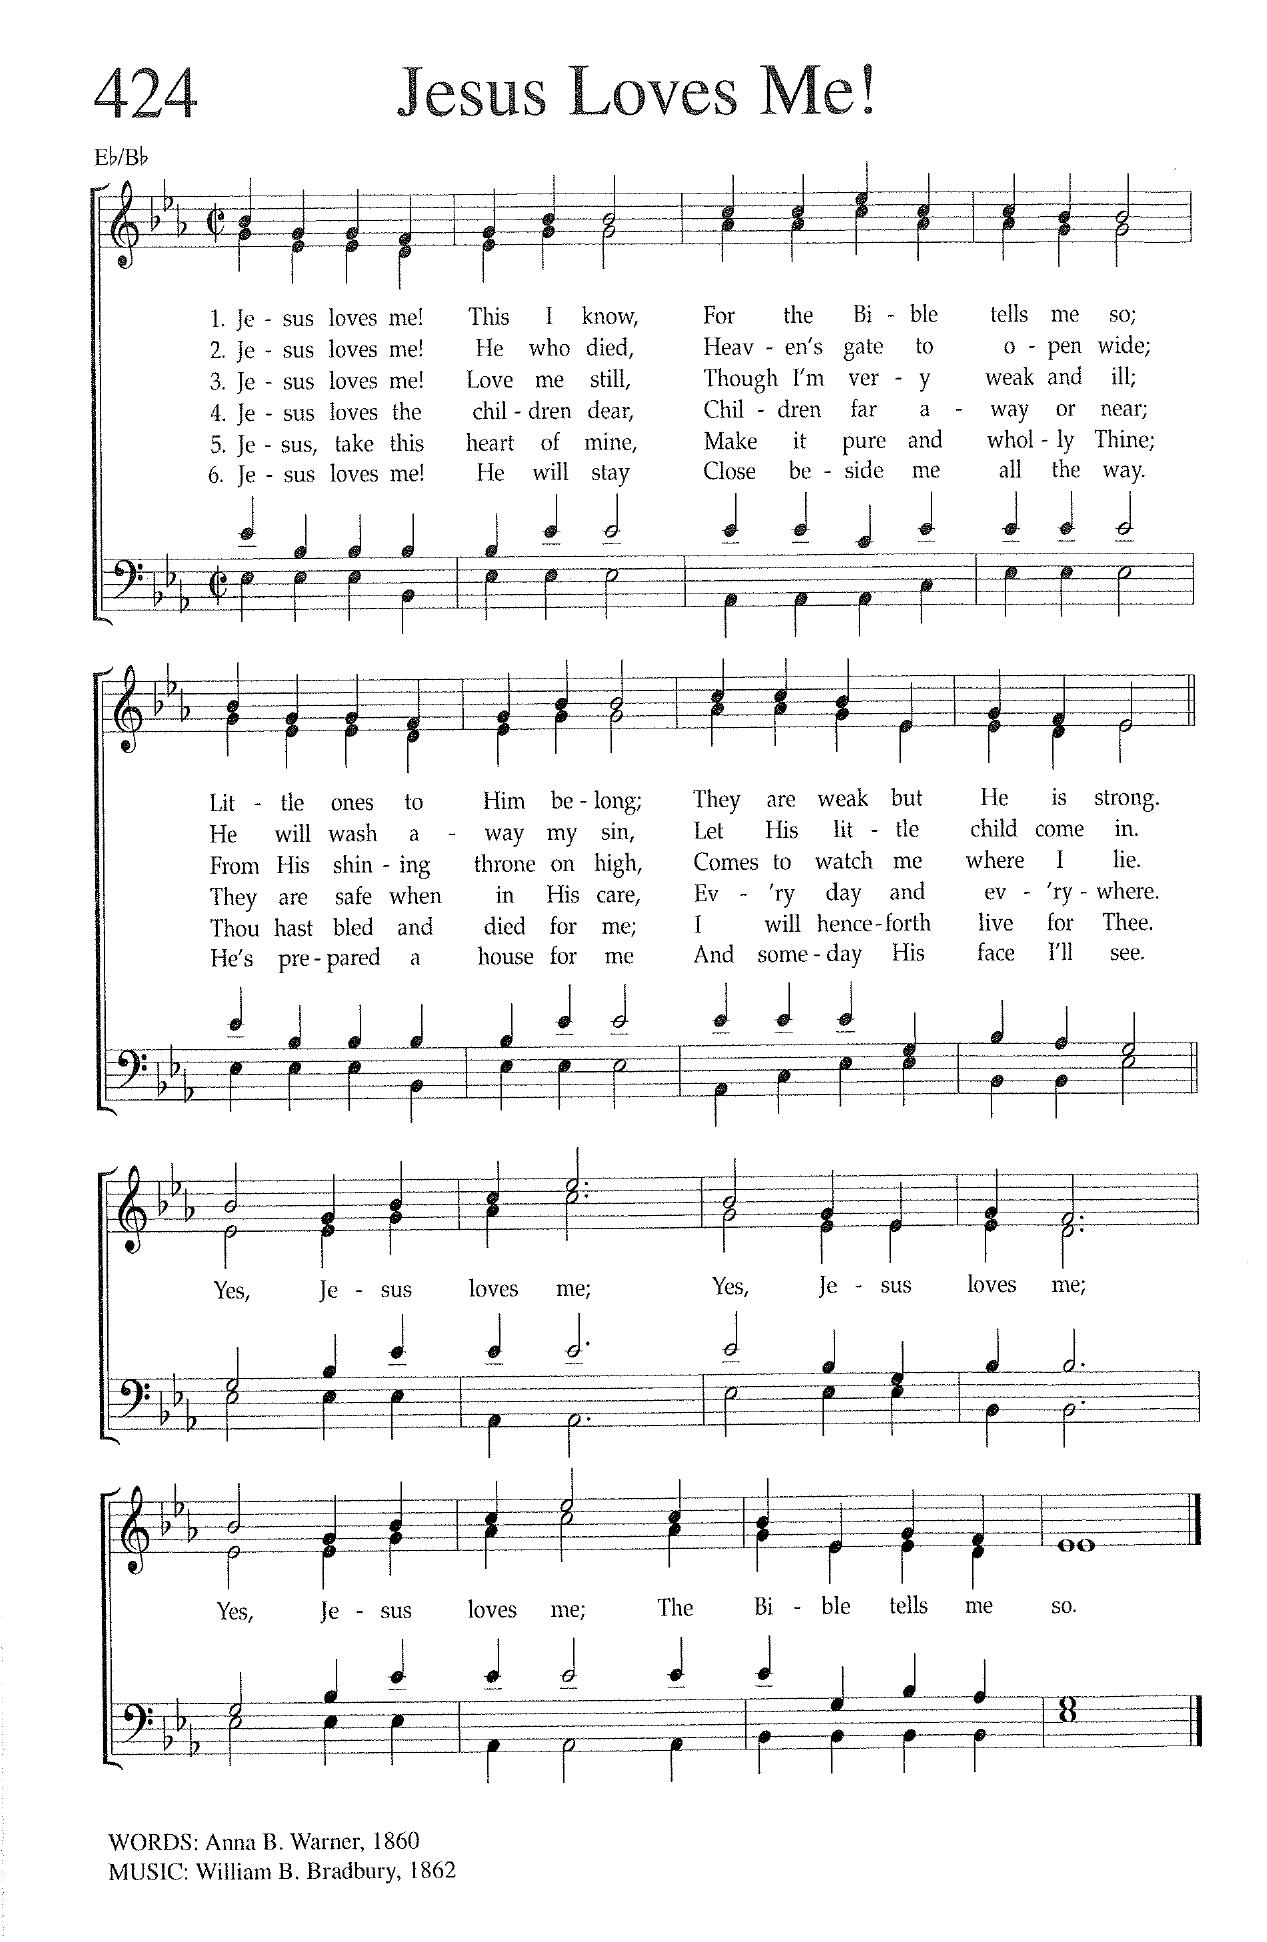 424 Jesus Loves Me!
E♭/B♭
1. Je - sus loves me! This I know, For the Bi - ble tells me so;
2. Je - sus loves me! He who died, Heav - en's gate to o - pen wide;
3. Je - sus loves me! Love me still, Though I'm ver - y weak and ill;
4. Je - sus loves the chil - dren dear, Chil - dren far a - way or near;
5. Je - sus, take this heart of mine, Make it pure and whol - ly Thine;
6. Je - sus loves me! He will stay Close be - side me all the way.
Lit - tle ones to Him be - long; They are weak but He is strong.
He will wash a - way my sin, Let His lit - tle child come in.
From His shin - ing throne on high, Comes to watch me where I lie.
They are safe when in His care, Ev - 'ry day and ev - 'ry - where.
Thou hast bled and died for me; I will hence - forth live for Thee.
He's pre - pared a house for me And some - day His face I'll see.
Yes, Je - sus loves me; Yes, Je - sus loves me;
Yes, Je - sus loves me; The Bi - ble tells me so.
WORDS: Anna B. Warner, 1860
MUSIC: William B. Bradbury, 1862